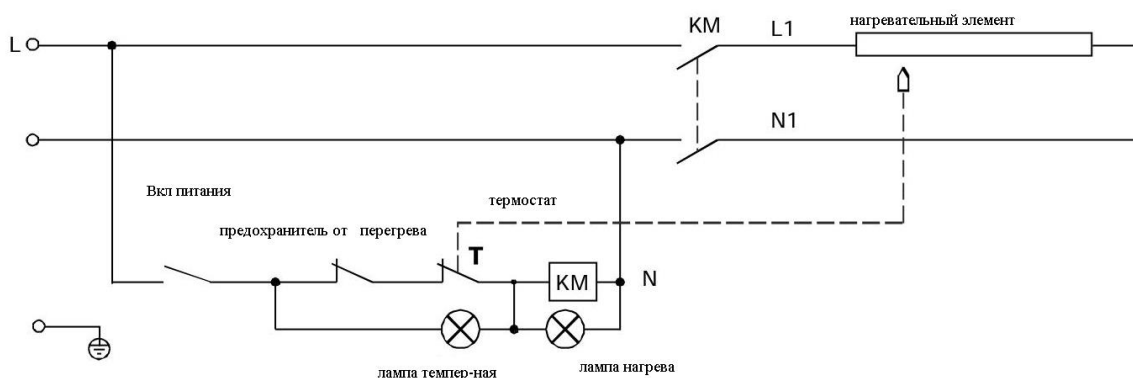 нагревательный элемент
L
KM
L1
N1
Вкл питания
термостат
предохранитель от перегрева
T
KM
N
лампа темпер-ная
лампа нагрева